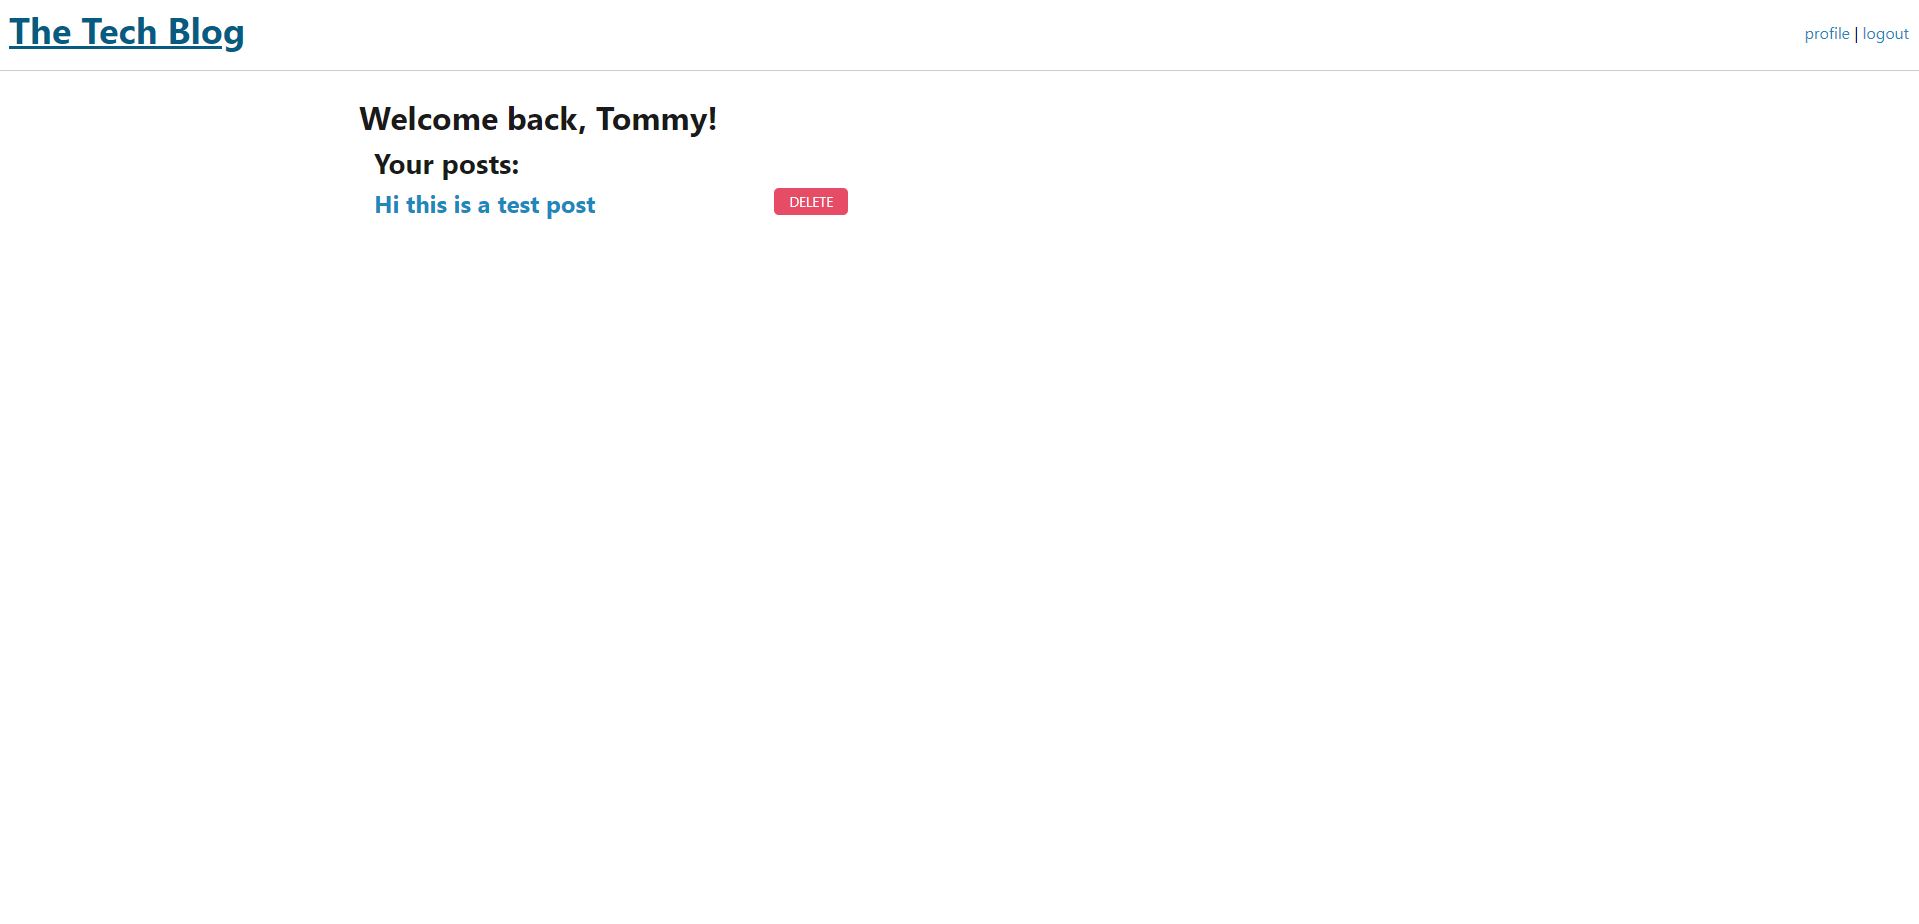 The Tech Blog
profile | logout
Welcome back, Tommy!
Your posts:
Hi this is a test post
DELETE